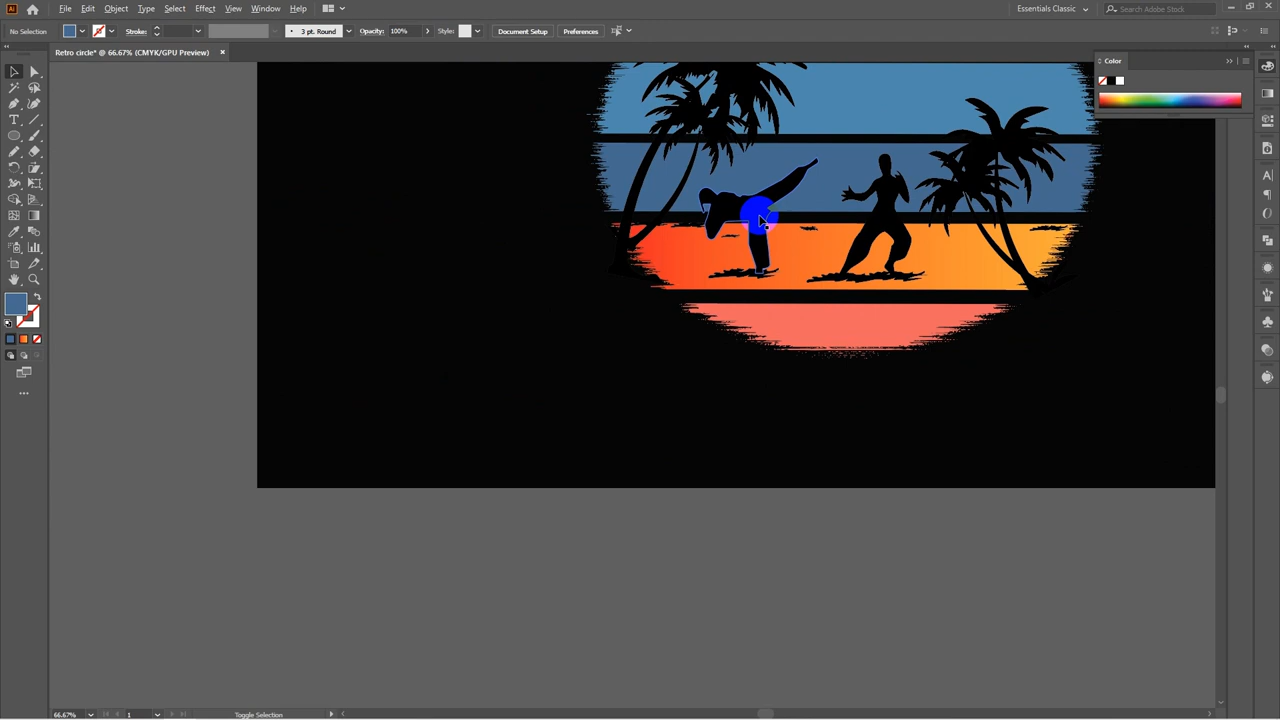 Ai File Edit Object Type Select Effect View Window Help Essentials Classic Search Adobe Stock
No Selection Stroke: 3 pt. Round Opacity: 100% Style: Document Setup Preferences
Retro circle* @ 66.67% (CMYK/GPU Preview) ×
Color
66.67% 1 Toggle Selection